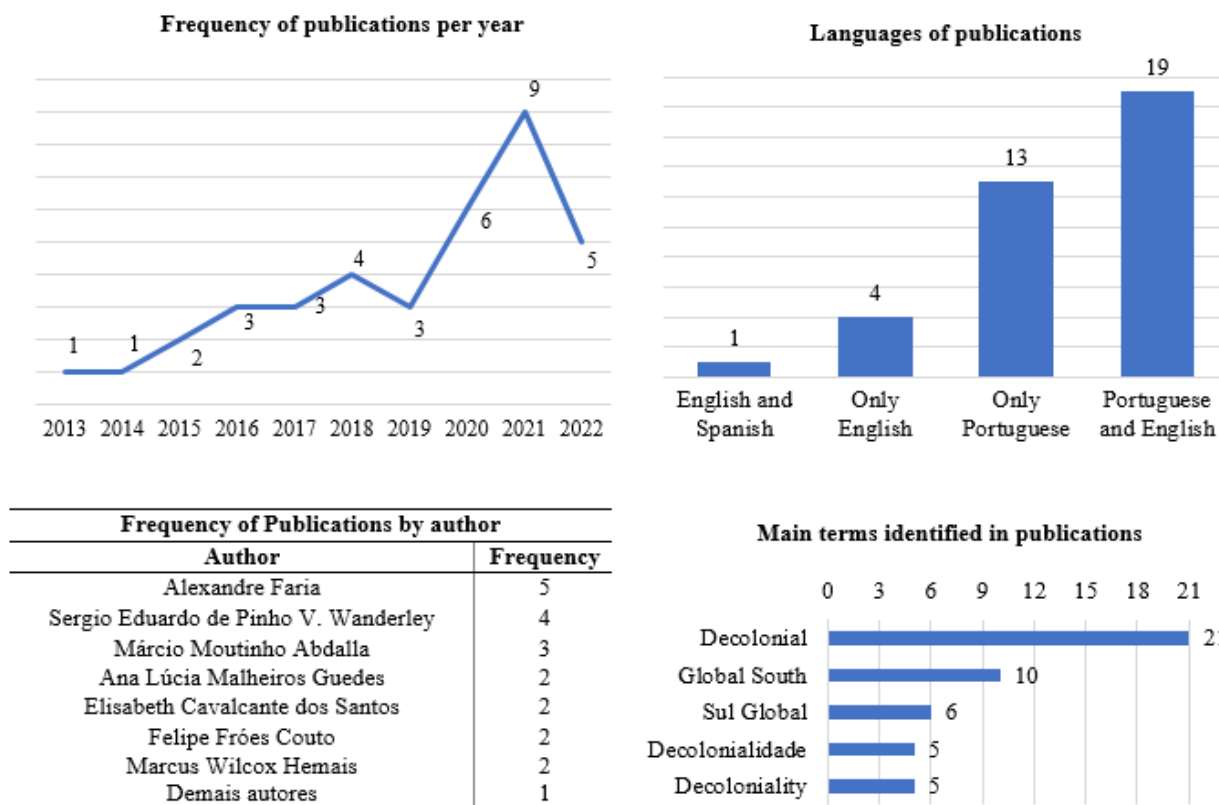 Frequency of publications per year
9
6
5
4
3
3
3
2
1
1
2013 2014 2015 2016 2017 2018 2019 2020 2021 2022
Languages of publications
19
13
4
1
English and Spanish
Only English
Only Portuguese
Portuguese and English
Frequency of Publications by author
Author Frequency
Alexandre Faria 5
Sergio Eduardo de Pinho V. Wanderley 4
Márcio Moutinho Abdalla 3
Ana Lúcia Malheiros Guedes 2
Elisabeth Cavalcante dos Santos 2
Felipe Fróes Couto 2
Marcus Wilcox Hemais 2
Demais autores 1
Main terms identified in publications
0 3 6 9 12 15 18 21
Decolonial 21
Global South 10
Sul Global 6
Decolonialidade 5
Decoloniality 5